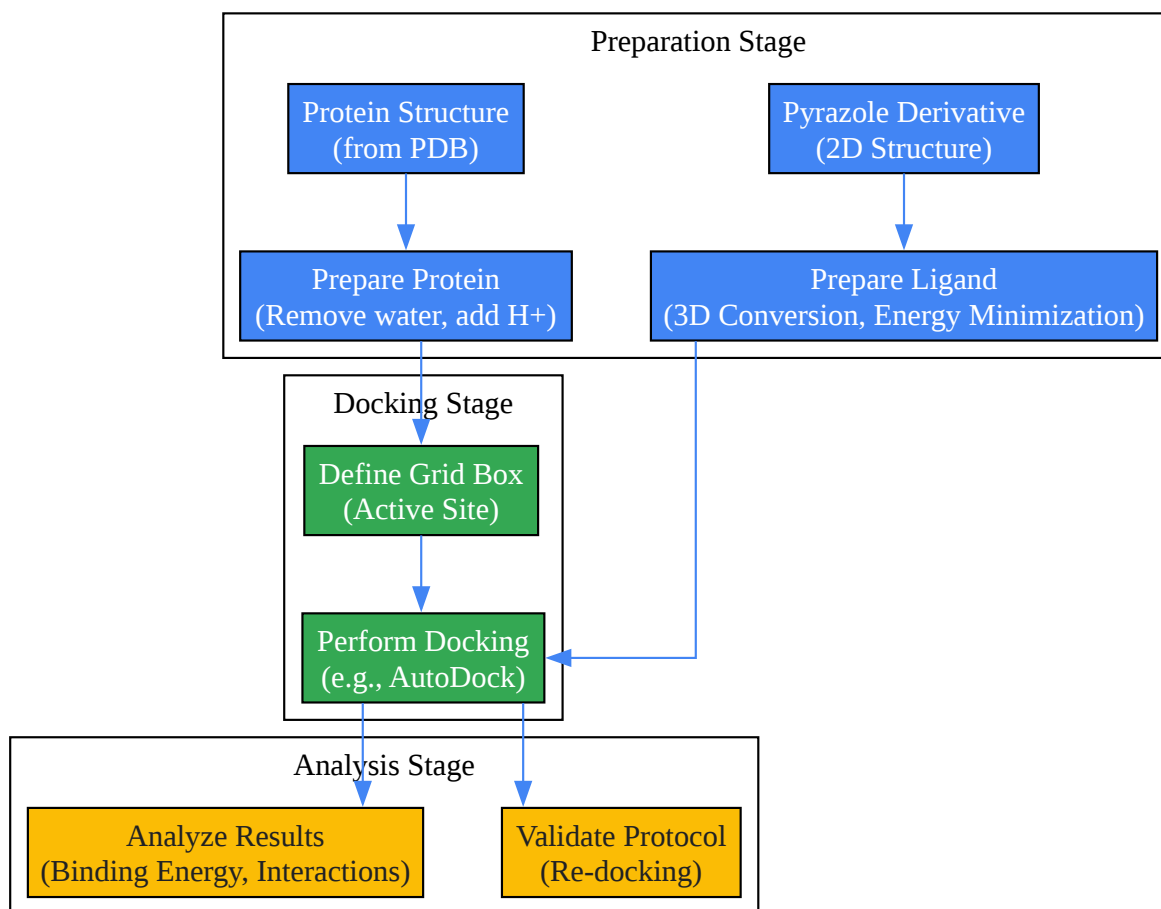 Preparation Stage
Protein Structure
(from PDB)
Pyrazole Derivative
(2D Structure)
Prepare Protein
(Remove water, add H+)
Prepare Ligand
(3D Conversion, Energy Minimization)
Docking Stage
Define Grid Box
(Active Site)
Perform Docking
(e.g., AutoDock)
Analysis Stage
Analyze Results
(Binding Energy, Interactions)
Validate Protocol
(Re-docking)